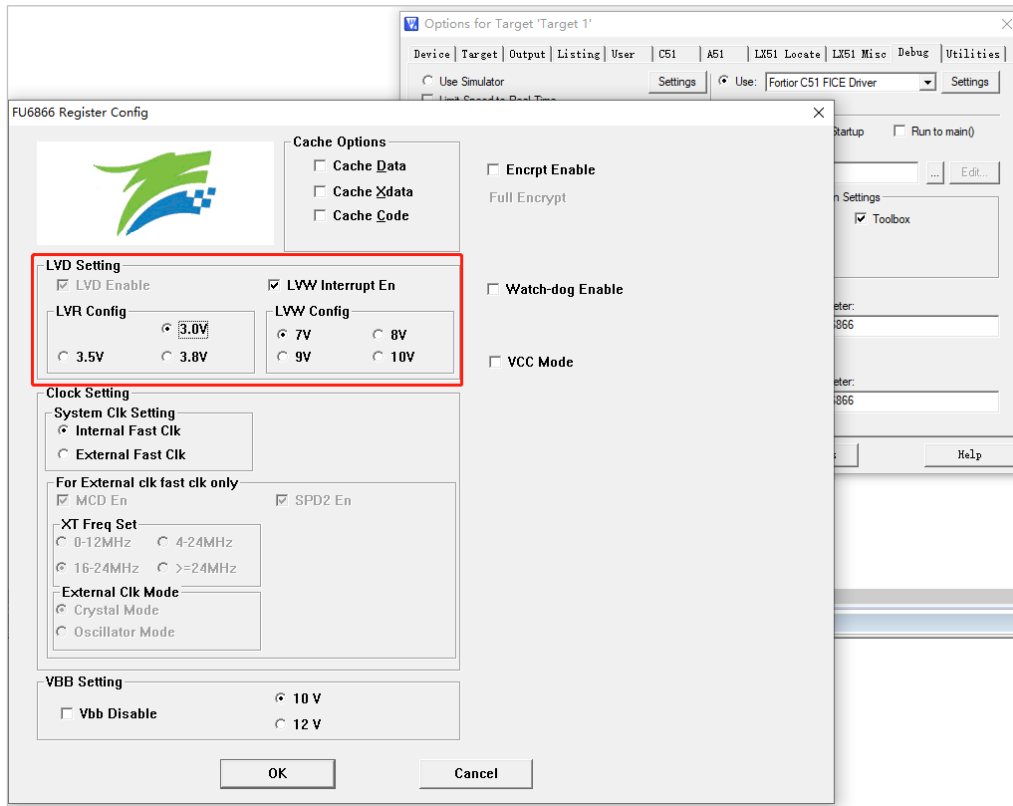 Options for Target 'Target 1'
Device Target Output Listing User C51 A51 LX51 Locate LX51 Misc Debug Utilities
Use Simulator Settings Use: Fortior C51 FICE Driver Settings
FU6866 Register Config
Startup Run to main()
... Edit...
n Settings
Toolbox
eter:
6866
eter:
6866
Help
Cache Options
Cache Data
Cache Xdata
Cache Code
Encrpt Enable
Full Encrypt
LVD Setting
LVD Enable LVW Interrupt En
LVR Config
3.0V
3.5V 3.8V
LVW Config
7V 8V
9V 10V
Watch-dog Enable
VCC Mode
Clock Setting
System Clk Setting
Internal Fast Clk
External Fast Clk
For External clk fast clk only
MCD En SPD2 En
XT Freq Set
0-12MHz 4-24MHz
16-24MHz >=24MHz
External Clk Mode
Crystal Mode
Oscillator Mode
VBB Setting
Vbb Disable
10 V
12 V
OK Cancel